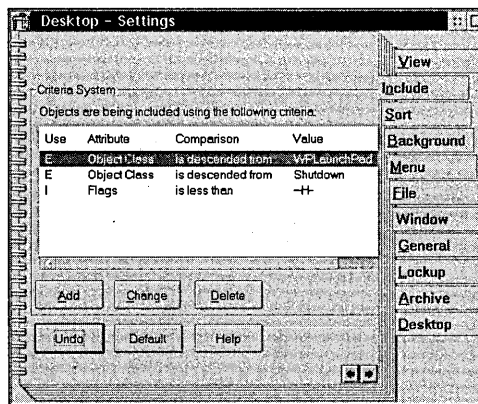 Desktop - Settings
View
Include
Sort
Background
Menu
File
Window
General
Lockup
Archive
Desktop
Criteria System
Objects are being included using the following criteria:
Use Attribute Comparison Value
E Object Class is descended from WPLaunchPad
E Object Class is descended from Shutdown
I Flags is less than
Add Change Delete
Undo Default Help